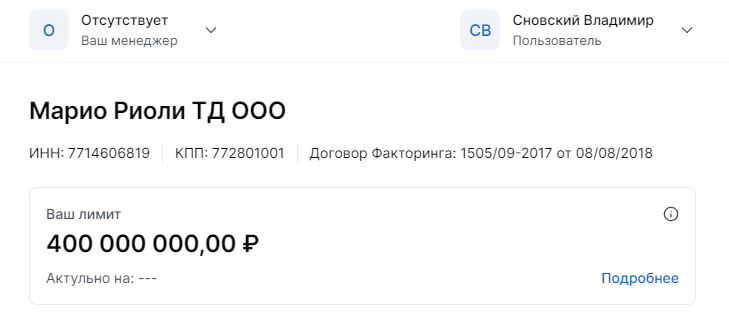 О Отсутствует
Ваш менеджер
СВ Сновский Владимир
Пользователь
Марио Риоли ТД ООО
ИНН: 7714606819 КПП: 772801001 Договор Факторинга: 1505/09-2017 от 08/08/2018
Ваш лимит
400 000 000,00 ₽
Актульно на: --- Подробнее